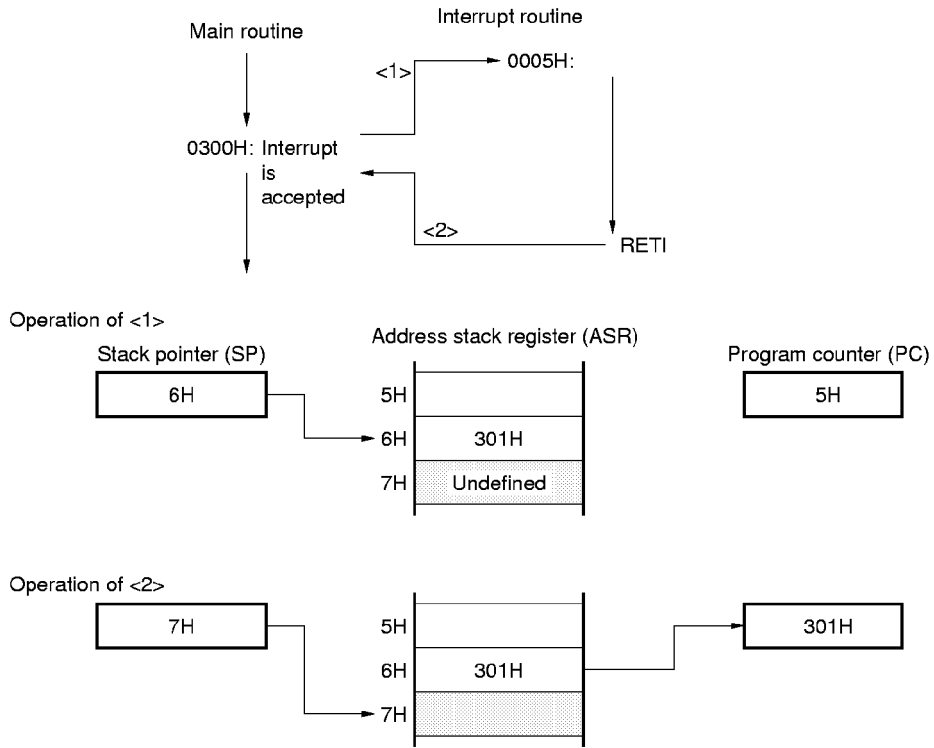 Main routine
Interrupt routine
<1>
0005H:
0300H: Interrupt
is
accepted
<2>
RETI
Operation of <1>
Stack pointer (SP)
Address stack register (ASR)
Program counter (PC)
6H
5H
5H
6H
301H
7H
Undefined
Operation of <2>
7H
5H
301H
6H
301H
7H